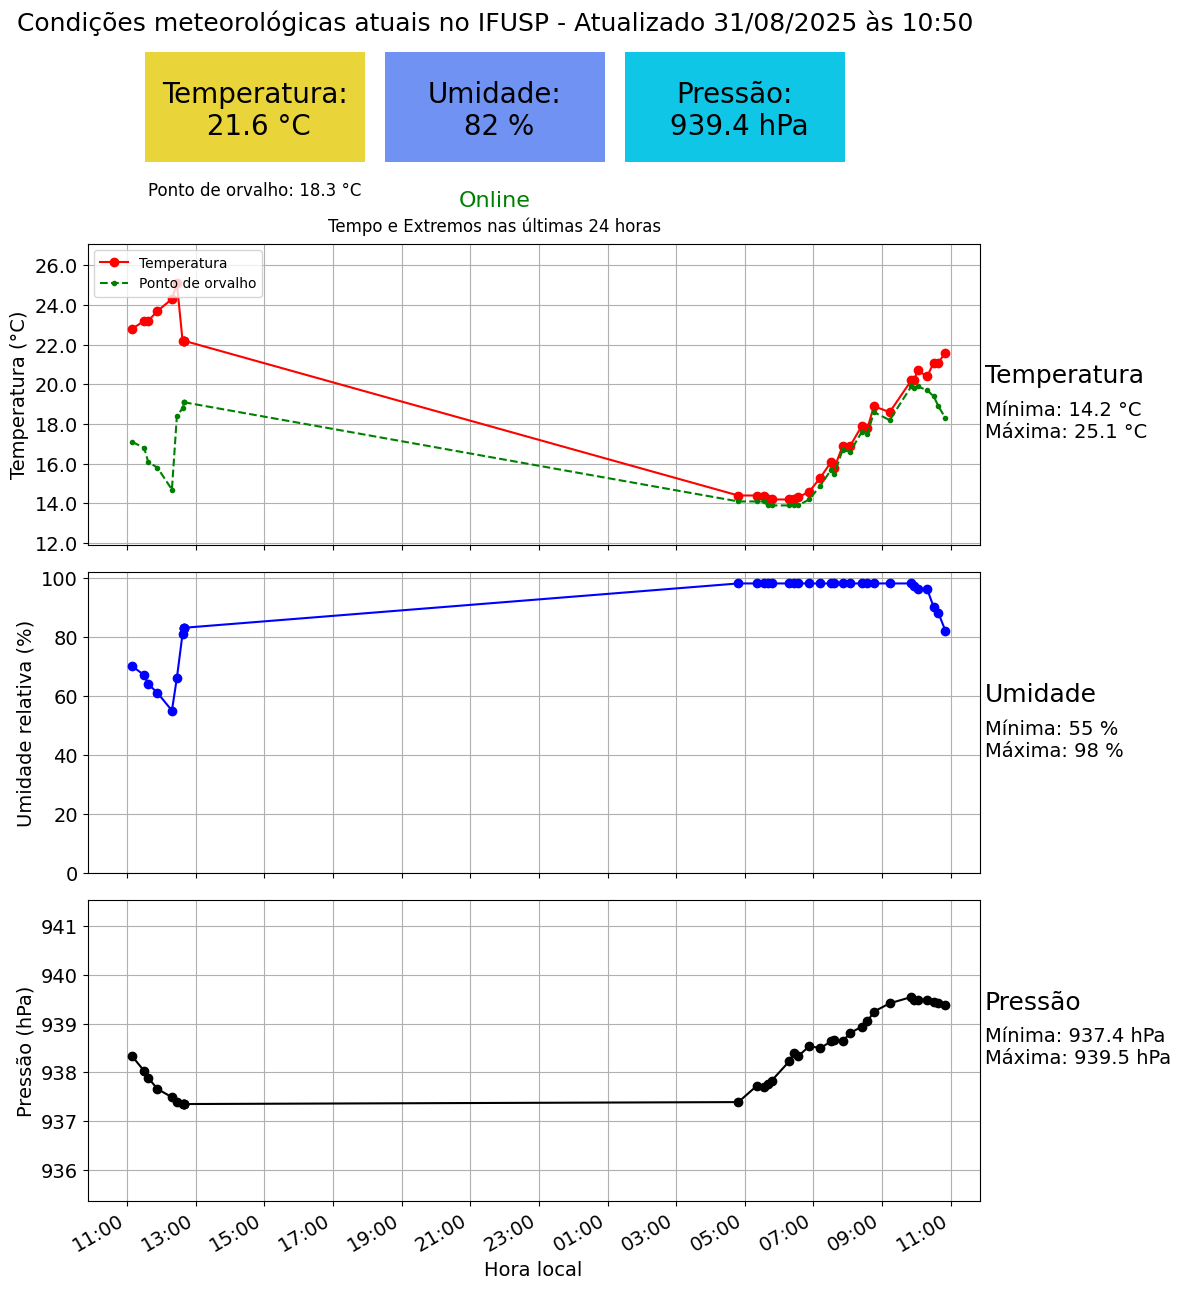 Condições meteorológicas atuais no IFUSP - Atualizado 31/08/2025 às 10:50
Temperatura:
21.6 °C
Umidade:
82 %
Pressão:
939.4 hPa
Ponto de orvalho: 18.3 °C
Online
Tempo e Extremos nas últimas 24 horas
Temperatura
Ponto de orvalho
Temperatura (°C)
26.0
24.0
22.0
20.0
18.0
16.0
14.0
12.0
Temperatura
Mínima: 14.2 °C
Máxima: 25.1 °C
Umidade relativa (%)
100
80
60
40
20
0
Umidade
Mínima: 55 %
Máxima: 98 %
Pressão (hPa)
941
940
939
938
937
936
Pressão
Mínima: 937.4 hPa
Máxima: 939.5 hPa
11:00 13:00 15:00 17:00 19:00 21:00 23:00 01:00 03:00 05:00 07:00 09:00 11:00
Hora local